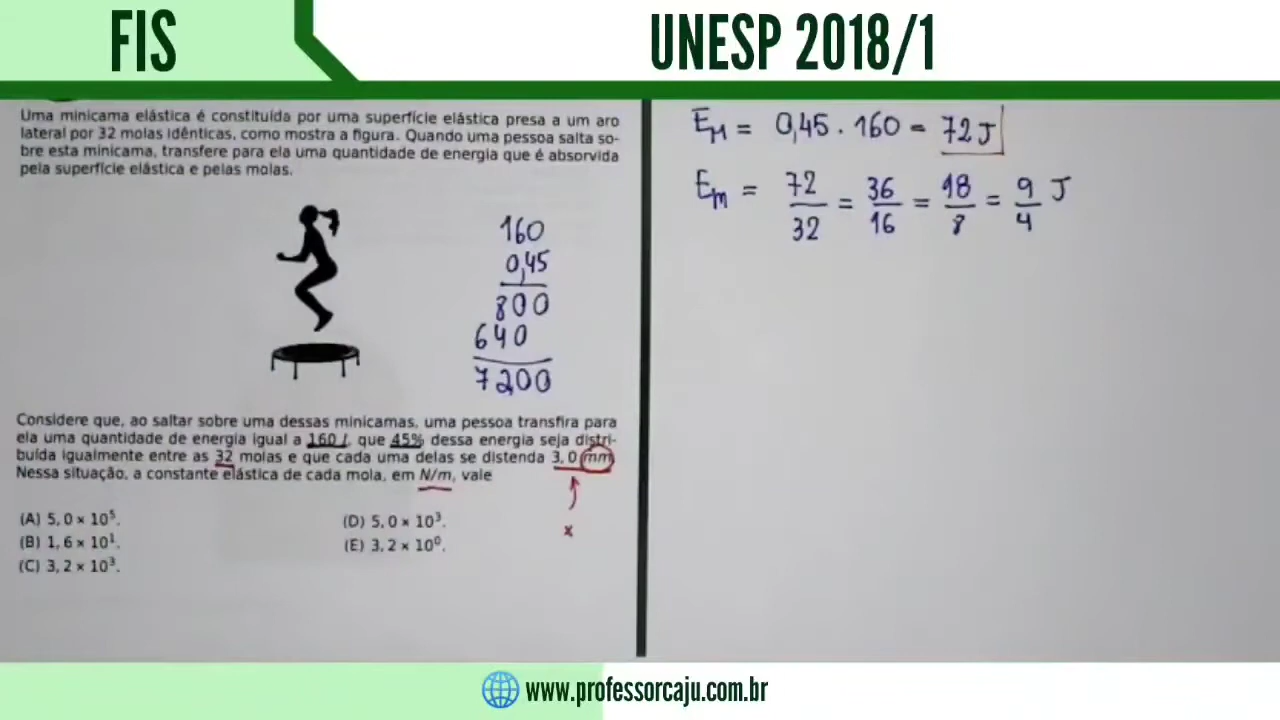 FIS
UNESP 2018/1
Uma minicama elástica é constituída por uma superfície elástica presa a um aro
lateral por 32 molas idênticas, como mostra a figura. Quando uma pessoa salta so-
bre esta minicama, transfere para ela uma quantidade de energia que é absorvida
pela superfície elástica e pelas molas.
160
0,45
800
640
7200
Considere que, ao saltar sobre uma dessas minicamas, uma pessoa transfira para
ela uma quantidade de energia igual a 160 J, que 45% dessa energia seja distri-
buída igualmente entre as 32 molas e que cada uma delas se distenda 3,0 mm.
Nessa situação, a constante elástica de cada mola, em N/m, vale
x
(A) 5,0 × 10⁵.
(B) 1,6 × 10¹.
(C) 3,2 × 10³.
(D) 5,0 × 10³.
(E) 3,2 × 10⁰.
E_M = 0,45 . 160 = 72 J
E_m = 72/32 = 36/16 = 18/8 = 9/4 J
www.professorcaju.com.br